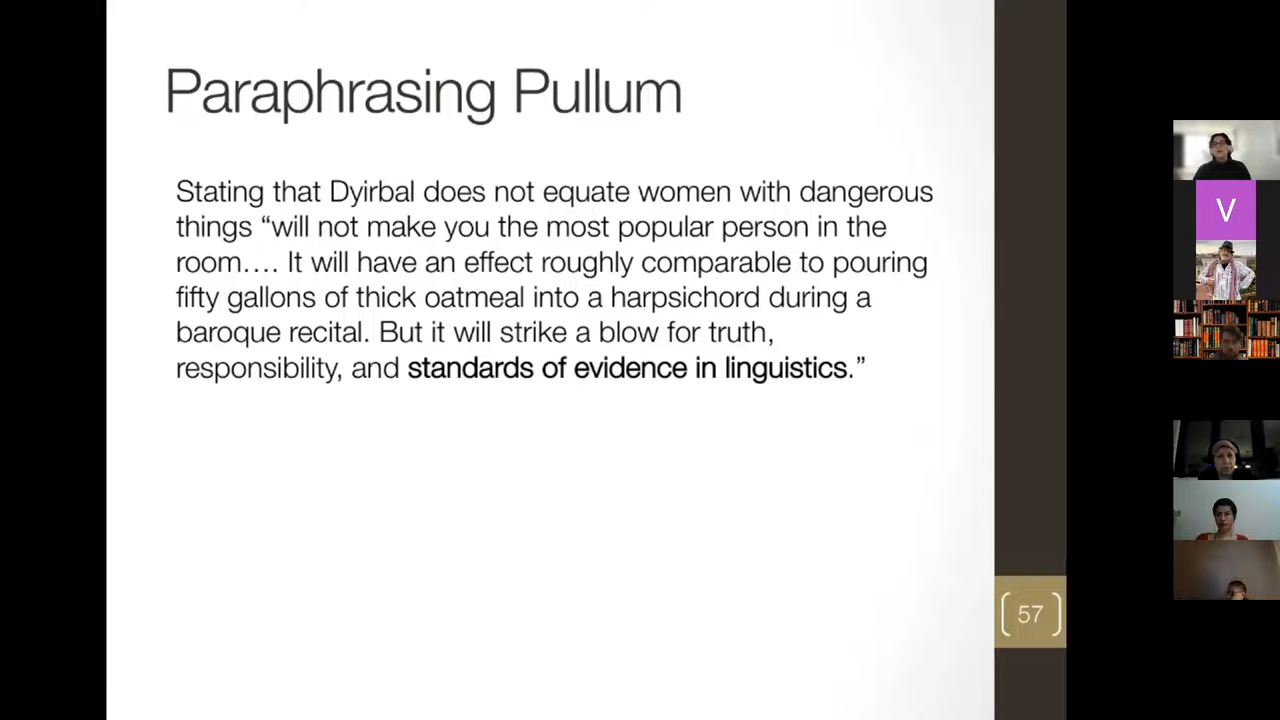 Paraphrasing Pullum
Stating that Dyirbal does not equate women with dangerous
things “will not make you the most popular person in the
room…. It will have an effect roughly comparable to pouring
fifty gallons of thick oatmeal into a harpsichord during a
baroque recital. But it will strike a blow for truth,
responsibility, and standards of evidence in linguistics.”
57
V